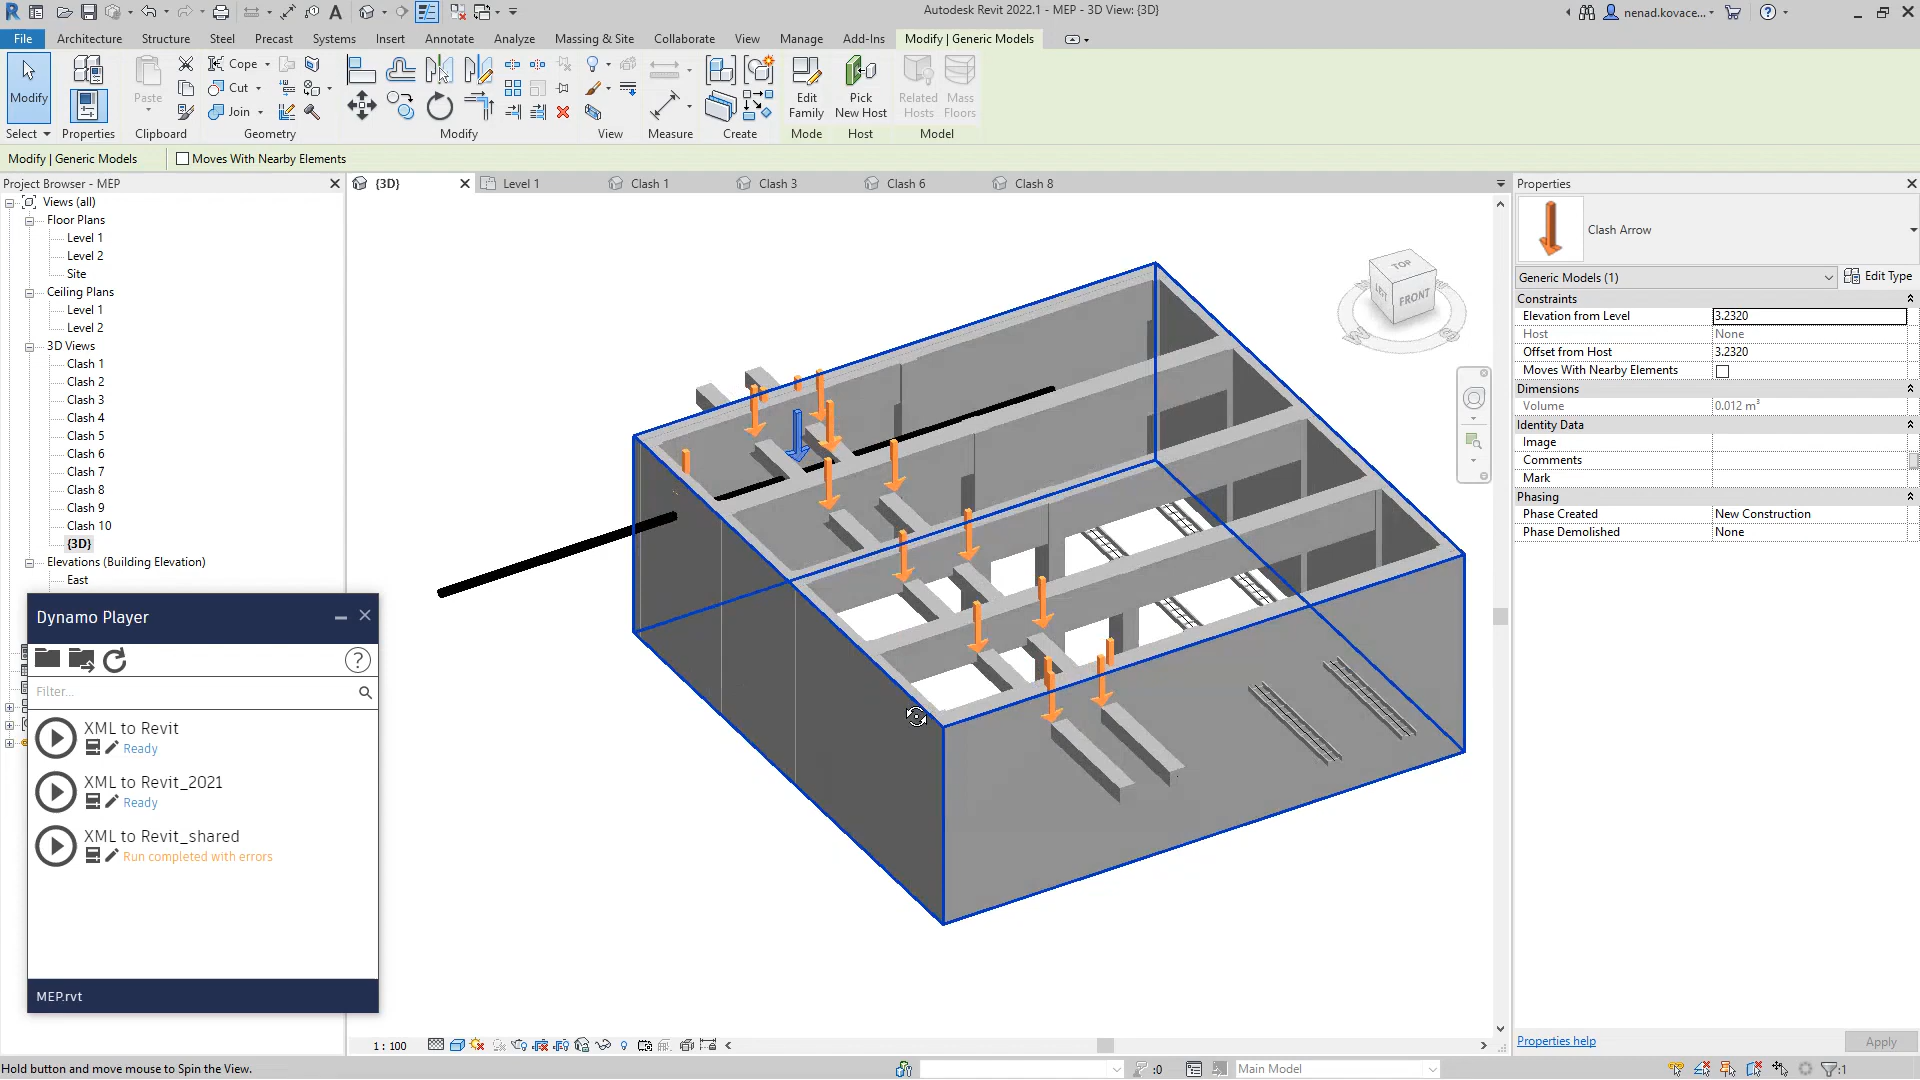 Autodesk Revit 2022.1 - MEP - 3D View: {3D}
nenad.kovace...
File
Architecture
Structure
Steel
Precast
Systems
Insert
Annotate
Analyze
Massing & Site
Collaborate
View
Manage
Add-Ins
Modify | Generic Models
Modify
Paste
Cope
Cut
Join
Edit
Family
Pick
New Host
Related
Hosts
Mass
Floors
Select
Properties
Clipboard
Geometry
Modify
View
Measure
Create
Mode
Host
Model
Modify | Generic Models
Moves With Nearby Elements
Project Browser - MEP
Views (all)
Floor Plans
Level 1
Level 2
Site
Ceiling Plans
Level 1
Level 2
3D Views
Clash 1
Clash 2
Clash 3
Clash 4
Clash 5
Clash 6
Clash 7
Clash 8
Clash 9
Clash 10
{3D}
Elevations (Building Elevation)
East
Dynamo Player
Filter...
XML to Revit
Ready
XML to Revit_2021
Ready
XML to Revit_shared
Run completed with errors
MEP.rvt
{3D}
Level 1
Clash 1
Clash 3
Clash 6
Clash 8
TOP
FRONT
Properties
Clash Arrow
Generic Models (1)
Edit Type
Constraints
Elevation from Level
3.2320
Host
None
Offset from Host
3.2320
Moves With Nearby Elements
Dimensions
Volume
0.012 m³
Identity Data
Image
Comments
Mark
Phasing
Phase Created
New Construction
Phase Demolished
None
Properties help
Apply
1 : 100
Hold button and move mouse to Spin the View.
:0
Main Model
:1